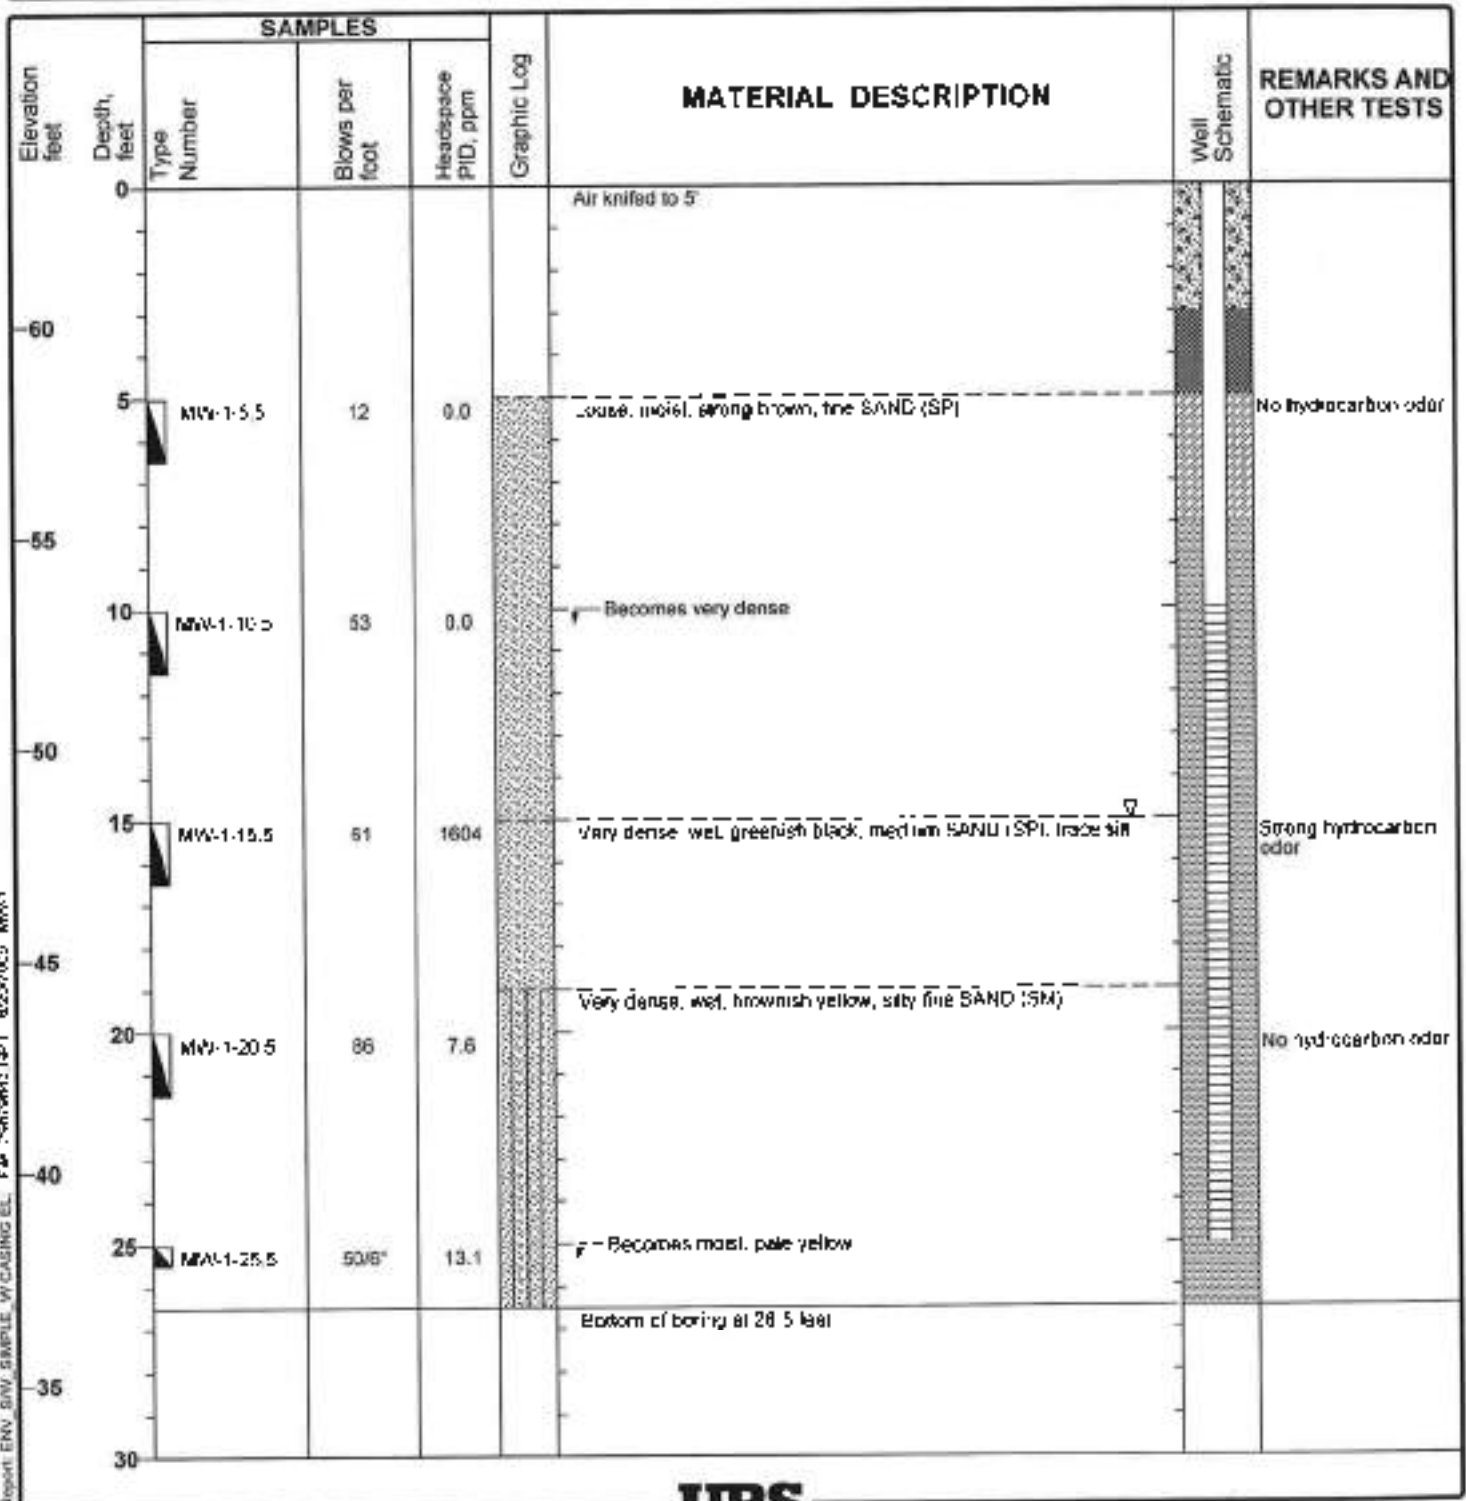 SAMPLES
Elevation
feet
Depth,
feet
Type
Number
Blows per
foot
Headspace
PID, ppm
Graphic Log
MATERIAL DESCRIPTION
Well
Schematic
REMARKS AND
OTHER TESTS
0
Air knifed to 5'
60
5
MW-1-5.5
12
0.0
Loose, moist, strong brown, fine SAND (SP)
No hydrocarbon odor
55
10
MW-1-10.5
53
0.0
Becomes very dense
50
15
MW-1-15.5
61
1604
Very dense, wet, greenish black, medium SAND (SP), trace silt
Strong hydrocarbon
odor
45
Very dense, wet, brownish yellow, silty fine SAND (SM)
20
MW-1-20.5
86
7.6
No hydrocarbon odor
40
25
MW-1-25.5
50/6"
13.1
Becomes moist, pale yellow
Bottom of boring at 26.5 feet
35
30
Report: ENV_S/W_SIMPLE_W CASING EL;
URS